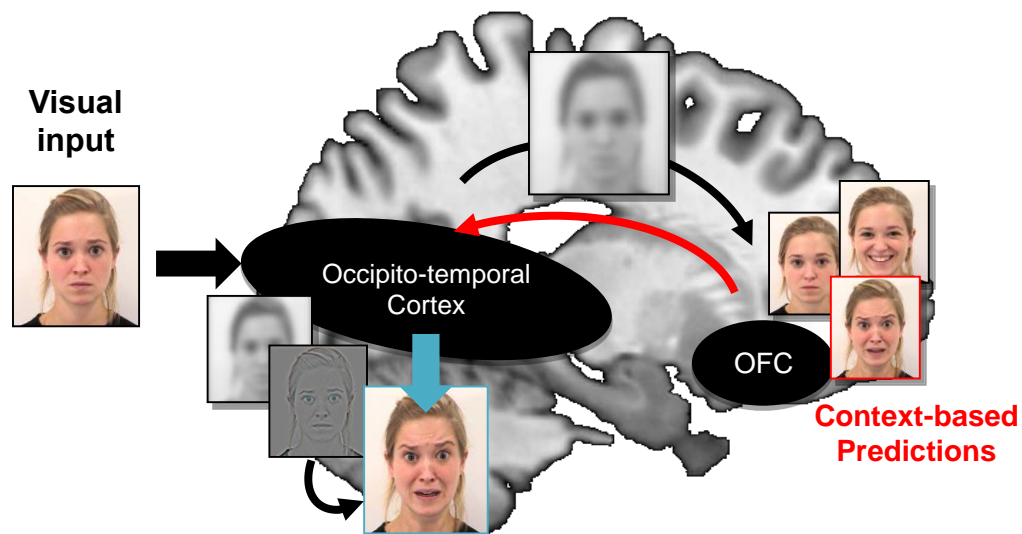 Visual
input
Occipito-temporal
Cortex
OFC
Context-based
Predictions